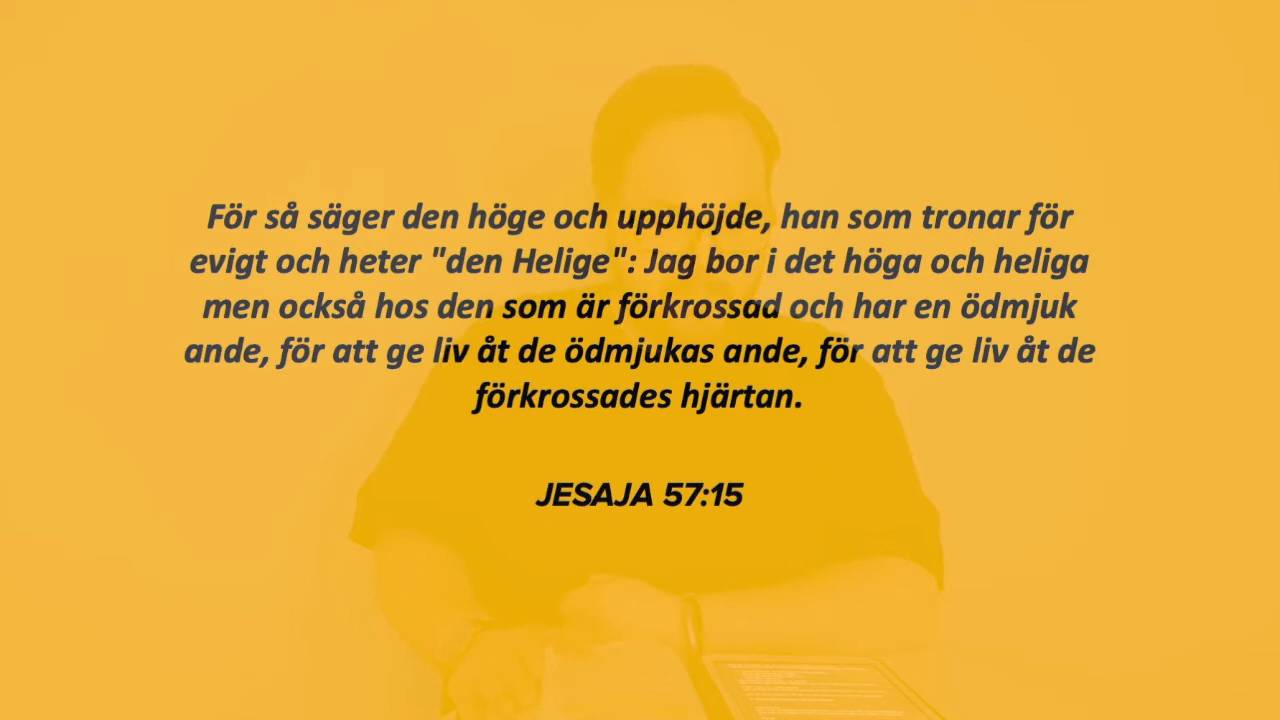 För så säger den höge och upphöjde, han som tronar för
evigt och heter "den Helige": Jag bor i det höga och heliga
men också hos den som är förkrossad och har en ödmjuk
ande, för att ge liv åt de ödmjukas ande, för att ge liv åt de
förkrossades hjärtan.
JESAJA 57:15